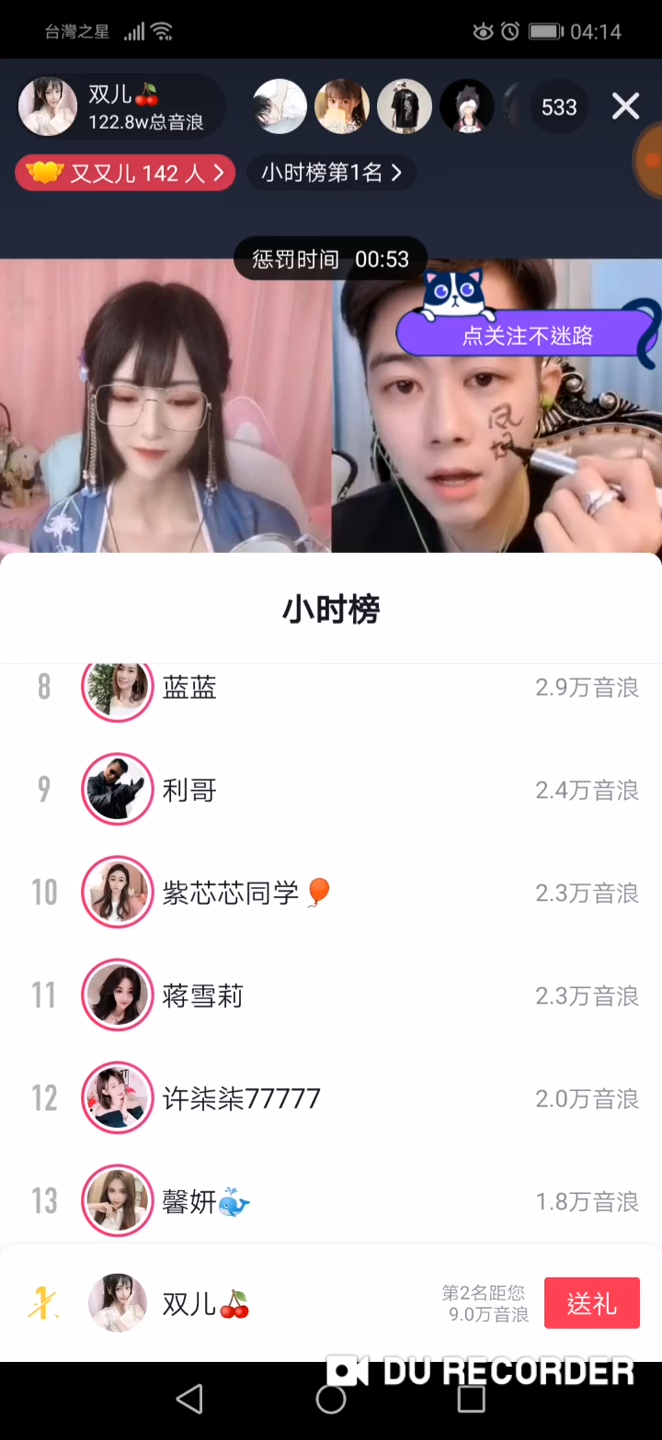 台灣之星
04:14
双儿🍒
122.8w总音浪
533
又又儿 142 人
小时榜第1名
惩罚时间 00:53
点关注不迷路
小时榜
8 蓝蓝 2.9万音浪
9 利哥 2.4万音浪
10 紫芯芯同学🎈 2.3万音浪
11 蒋雪莉 2.3万音浪
12 许柒柒77777 2.0万音浪
13 馨妍🐳 1.8万音浪
1 双儿🍒
第2名距您
9.0万音浪
送礼
DU RECORDER